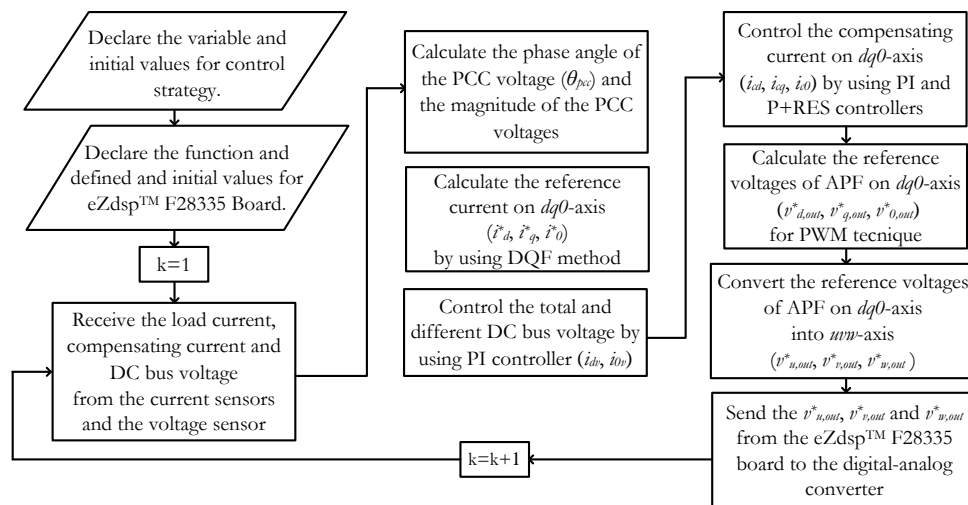 Declare the variable and
initial values for control
strategy.
Declare the function and
defined and initial values for
eZdsp™ F28335 Board.
k=1
Receive the load current,
compensating current and
DC bus voltage
from the current sensors
and the voltage sensor
Calculate the phase angle of
the PCC voltage (θpcc) and
the magnitude of the PCC
voltages
Calculate the reference
current on dq0-axis
(i*d, i*q, i*0)
by using DQF method
Control the total and
different DC bus voltage by
using PI controller (idv, i0v)
Control the compensating
current on dq0-axis
(icd, icq, ic0) by using PI and
P+RES controllers
Calculate the reference
voltages of APF on dq0-axis
(v*d,out, v*q,out, v*0,out)
for PWM tecnique
Convert the reference voltages
of APF on dq0-axis
into uvw-axis
(v*u,out, v*v,out, v*w,out )
Send the v*u,out, v*v,out and v*w,out
from the eZdsp™ F28335
board to the digital-analog
converter
k=k+1